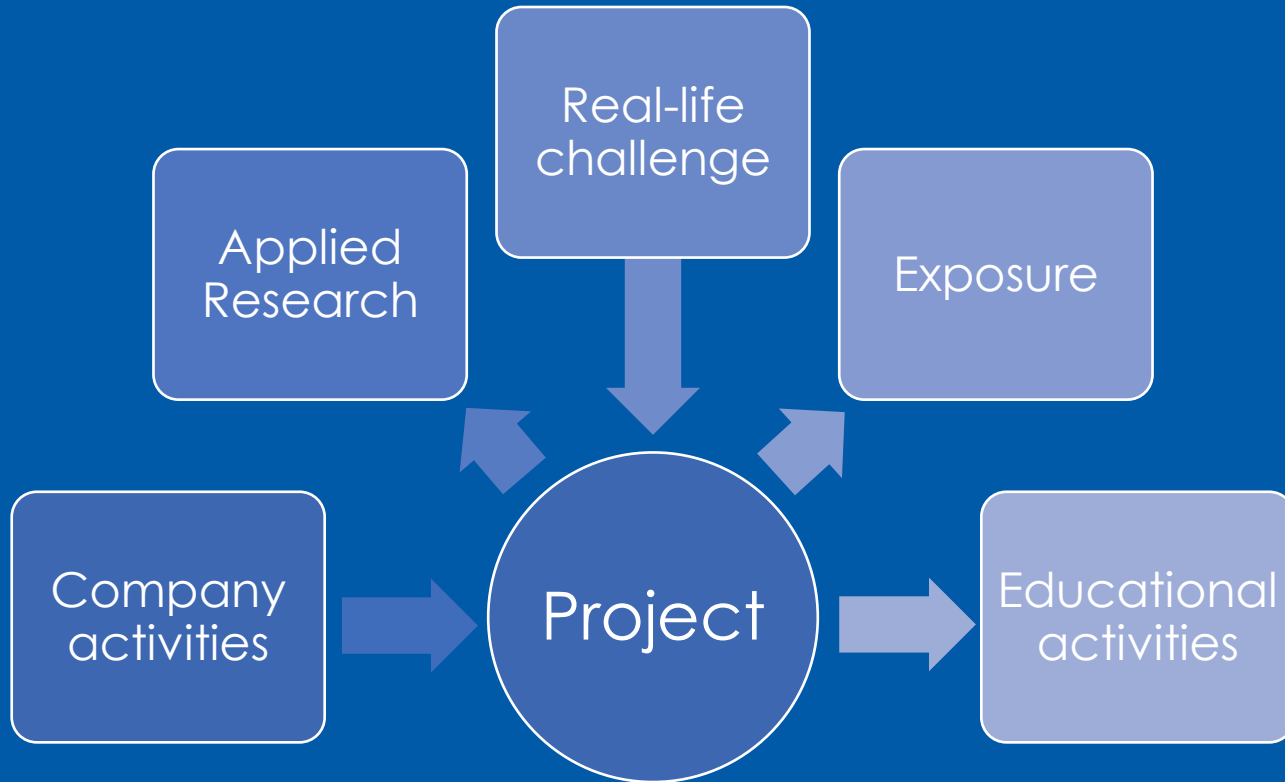 Real-life
challenge
Applied
Research
Exposure
Company
activities
Project
Educational
activities